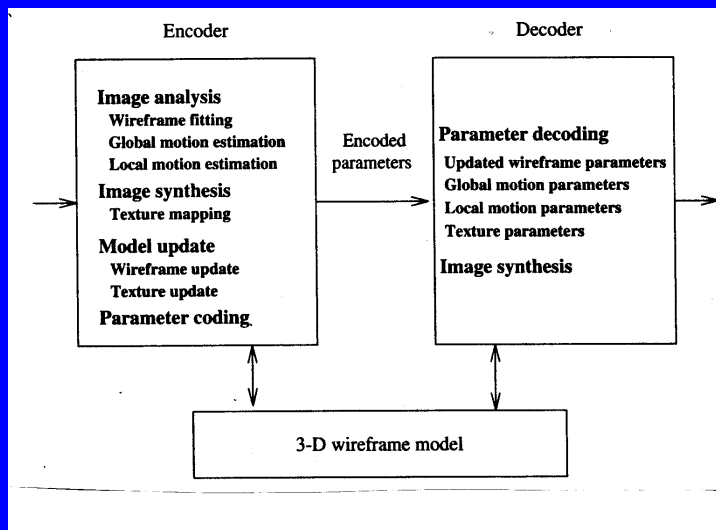 Encoder
Decoder
Image analysis
Wireframe fitting
Global motion estimation
Local motion estimation
Image synthesis
Texture mapping
Model update
Wireframe update
Texture update
Parameter coding
Encoded
parameters
Parameter decoding
Updated wireframe parameters
Global motion parameters
Local motion parameters
Texture parameters
Image synthesis
3-D wireframe model